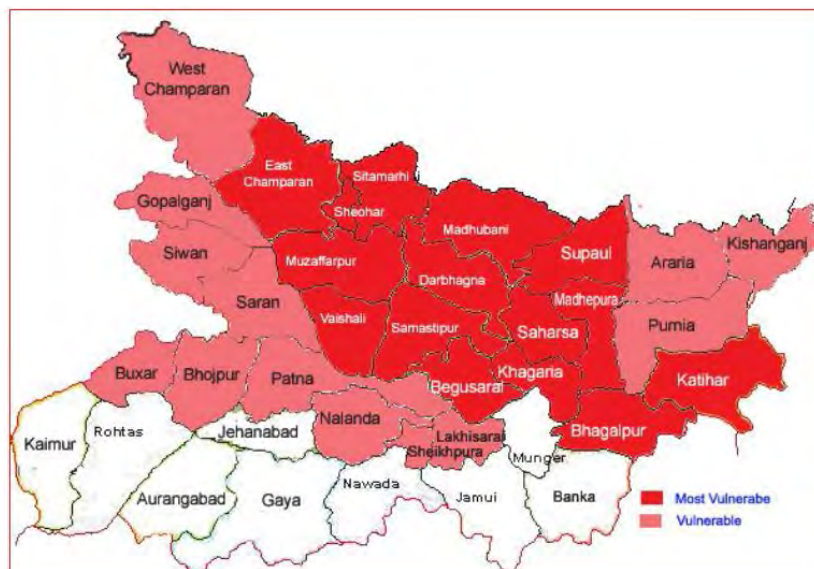 West
Champaran
East
Champaran
Sitamarhi
Sheohar
Gopalganj
Madhubani
Siwan
Muzaffarpur
Supaul
Araria
Kishanganj
Darbhagna
Saran
Vaishali
Samastipur
Madhepura
Saharsa
Purnia
Buxar
Bhojpur
Patna
Begusarai
Khagaria
Katihar
Nalanda
Lakhisarai
Sheikhpura
Bhagalpur
Kaimur
Rohtas
Jehanabad
Munger
Aurangabad
Gaya
Nawada
Jamui
Banka
Most Vulnerabe
Vulnerable